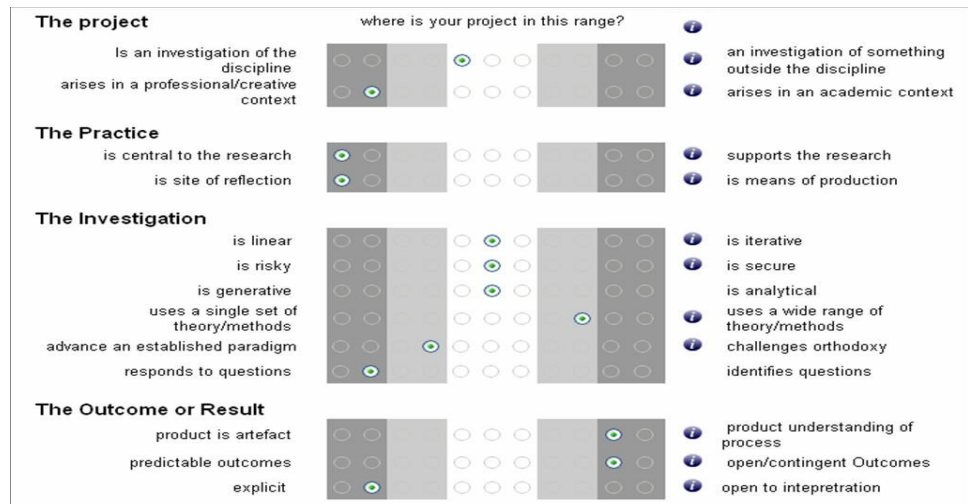 The project
where is your project in this range?
Is an investigation of the
discipline
an investigation of something
outside the discipline
arises in a professional/creative
context
arises in an academic context
The Practice
is central to the research
supports the research
is site of reflection
is means of production
The Investigation
is linear
is iterative
is risky
is secure
is generative
is analytical
uses a single set of
theory/methods
uses a wide range of
theory/methods
advance an established paradigm
challenges orthodoxy
responds to questions
identifies questions
The Outcome or Result
product is artefact
product understanding of
process
predictable outcomes
open/contingent Outcomes
explicit
open to intepretration